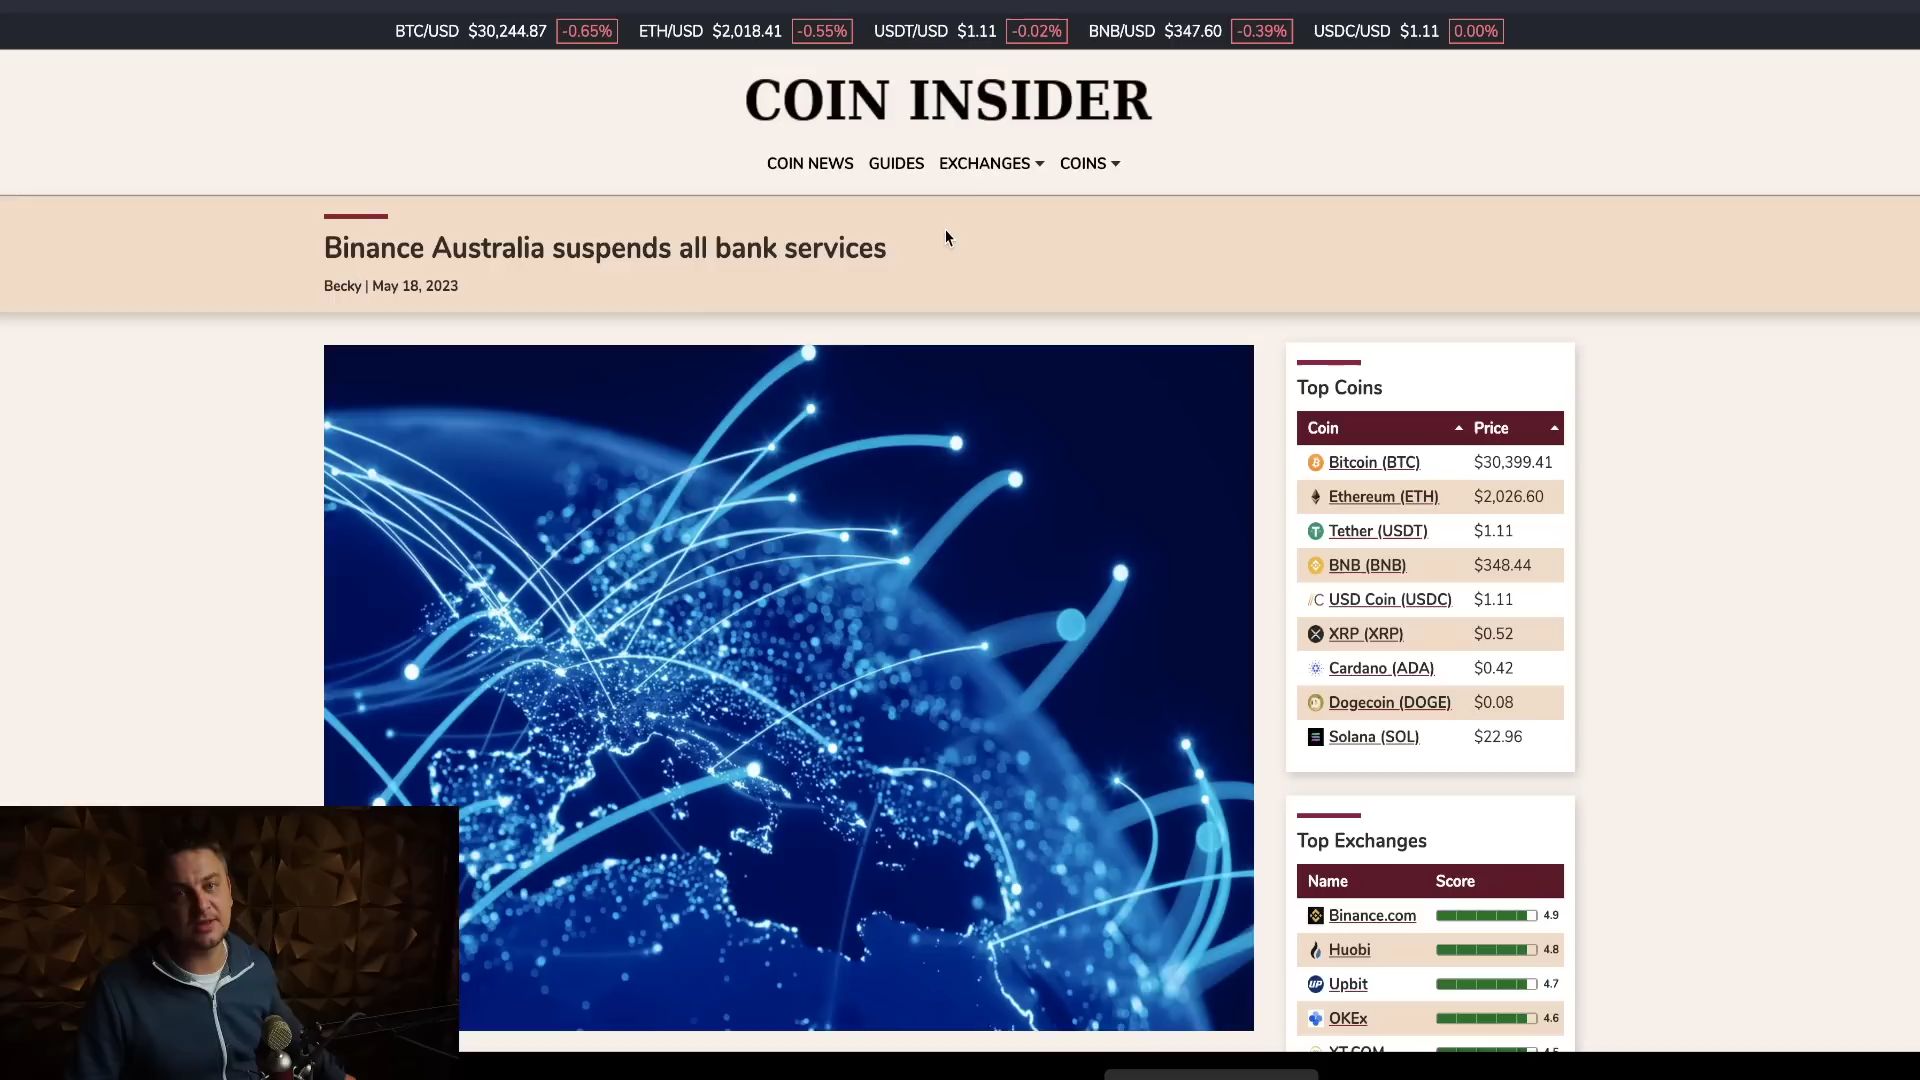 BTC/USD $30,244.87 -0.65% ETH/USD $2,018.41 -0.55% USDT/USD $1.11 -0.02% BNB/USD $347.60 -0.39% USDC/USD $1.11 0.00%
COIN INSIDER
COIN NEWS GUIDES EXCHANGES COINS
Binance Australia suspends all bank services
Becky | May 18, 2023
Top Coins
Coin Price
Bitcoin (BTC) $30,399.41
Ethereum (ETH) $2,026.60
Tether (USDT) $1.11
BNB (BNB) $348.44
USD Coin (USDC) $1.11
XRP (XRP) $0.52
Cardano (ADA) $0.42
Dogecoin (DOGE) $0.08
Solana (SOL) $22.96
Top Exchanges
Name Score
Binance.com 4.9
Huobi 4.8
Upbit 4.7
OKEx 4.6
XT.COM 4.5